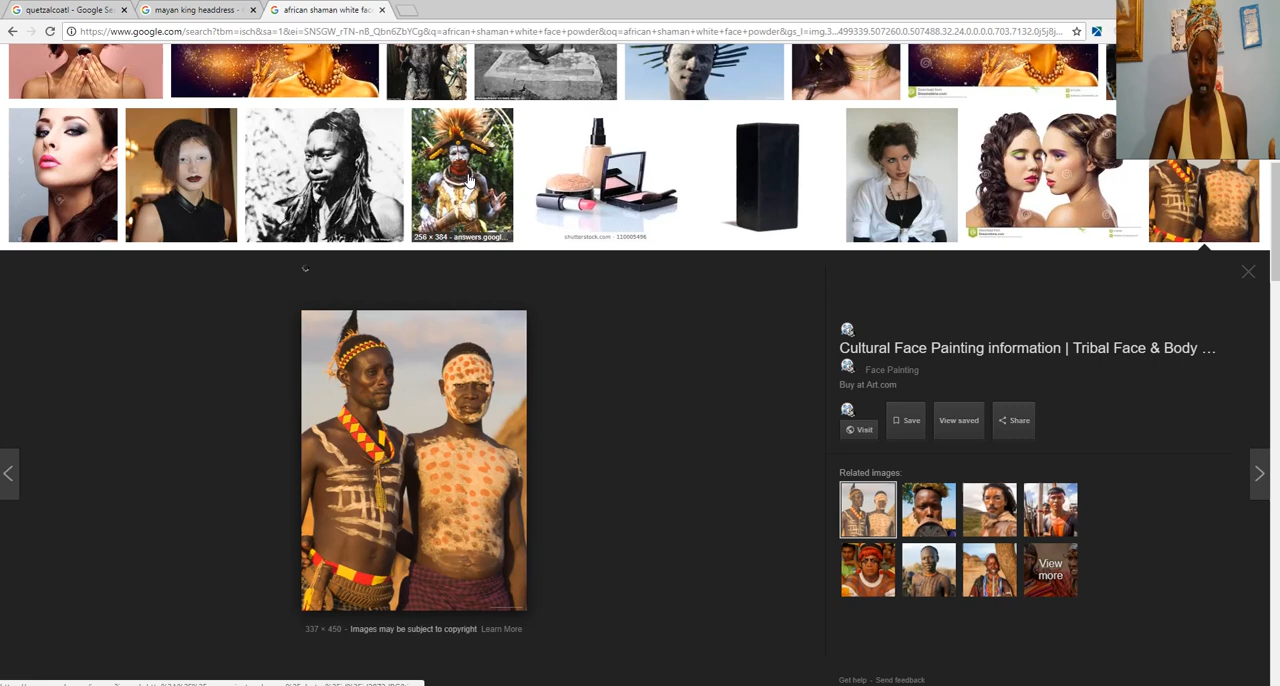 quetzalcoatl - Google Se
mayan king headdress -
african shaman white fac
https://www.google.com/search?tbm=isch&sa=1&ei=SNSGW_rTN-nB_Qbn6ZbYCg&q=african+shaman+white+face+powder&oq=african+shaman+white+face+powder&gs_l=img.3...499339.507260.0.507488.32.24.0.0.0.0.703.7132.0j5j8j...
256 × 384 - answers.googl...
shutterstock.com · 110005496
Cultural Face Painting information | Tribal Face & Body ...
Face Painting
Buy at Art.com
Visit
Save
View saved
Share
Related images:
View
more
337 × 450 - Images may be subject to copyright Learn More
Get help - Send feedback